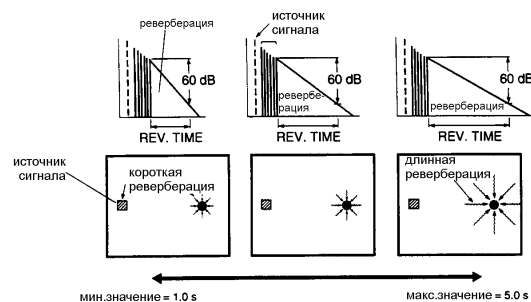 реверберация
источник
сигнала
60 dB
REV. TIME
60 dB
ревербе-
рация
REV. TIME
60 dB
реверберация
REV. TIME
источник
сигнала
короткая
реверберация
длинная
реверберация
мин.значение = 1.0 s
макс.значение = 5.0 s